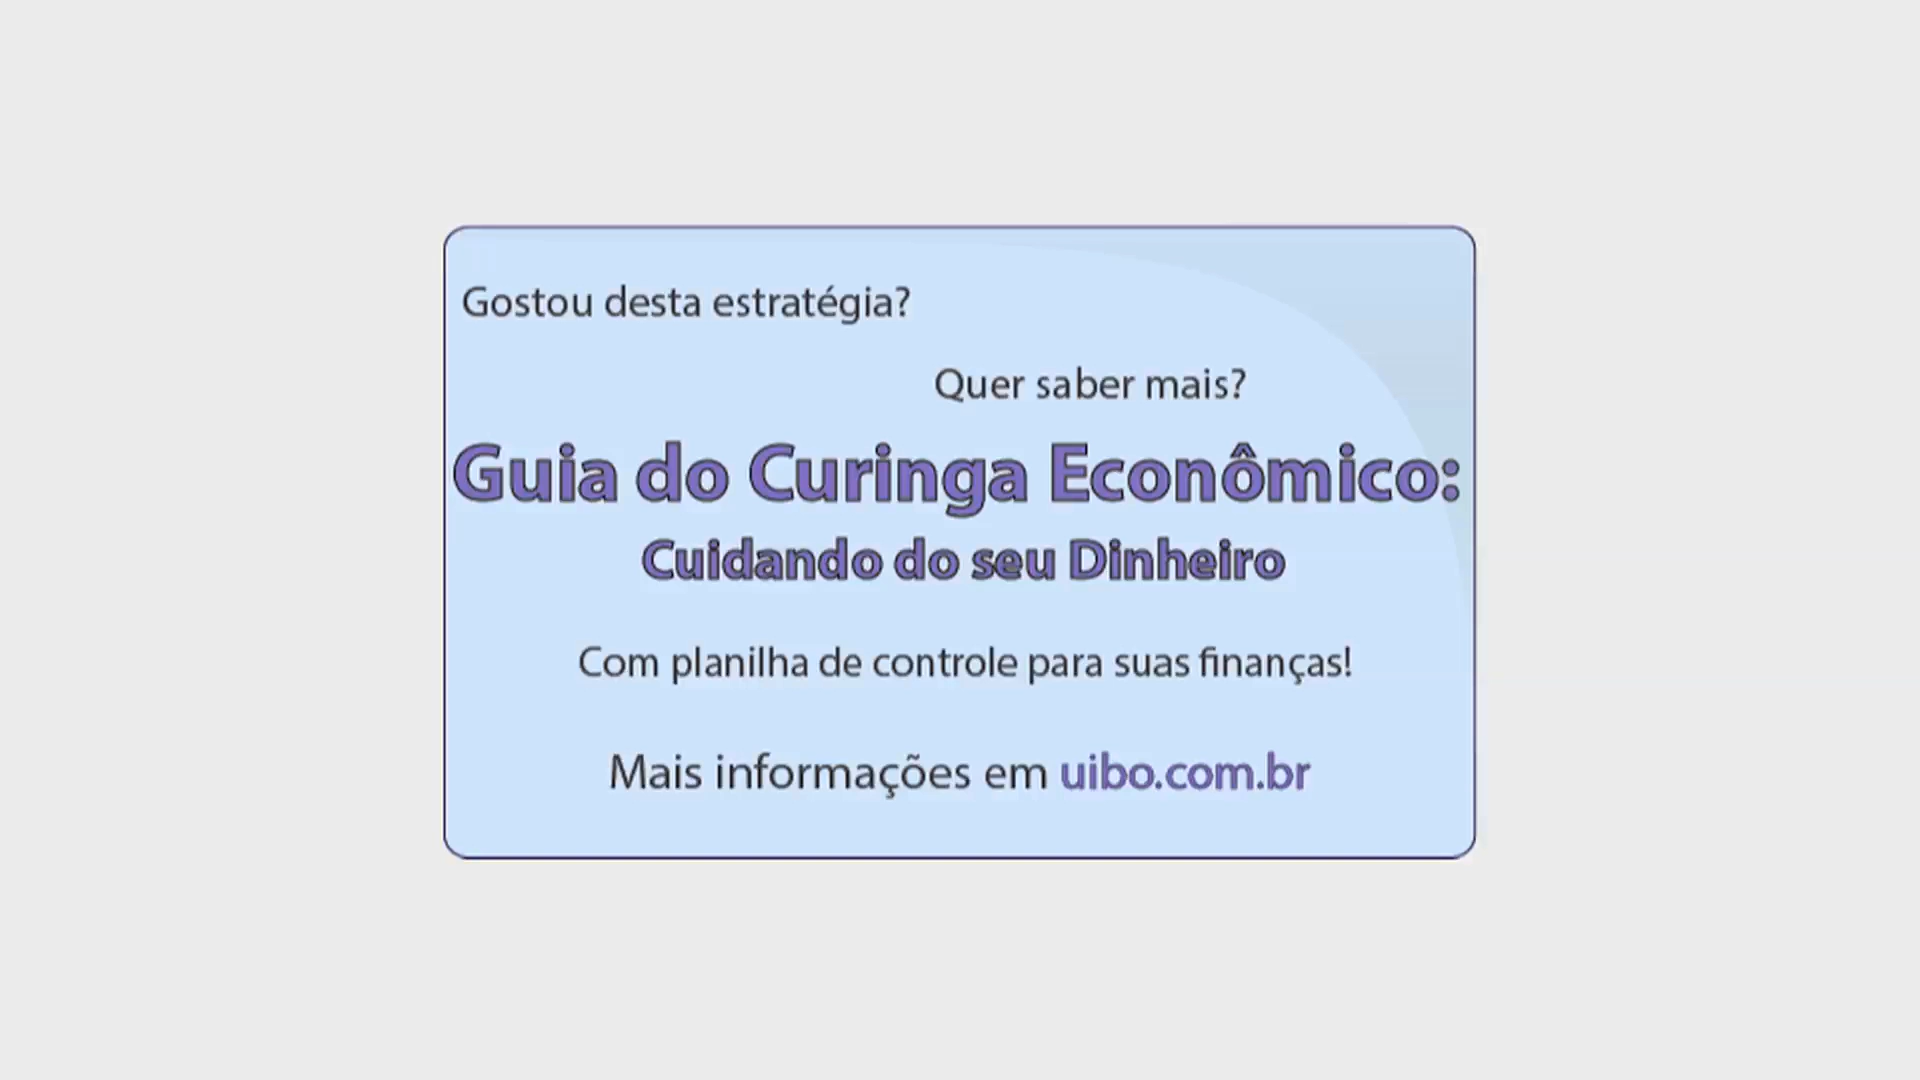 Gostou desta estratégia?
Quer saber mais?
Guia do Curinga Econômico:
Cuidando do seu Dinheiro
Com planilha de controle para suas finanças!
Mais informações em uibo.com.br